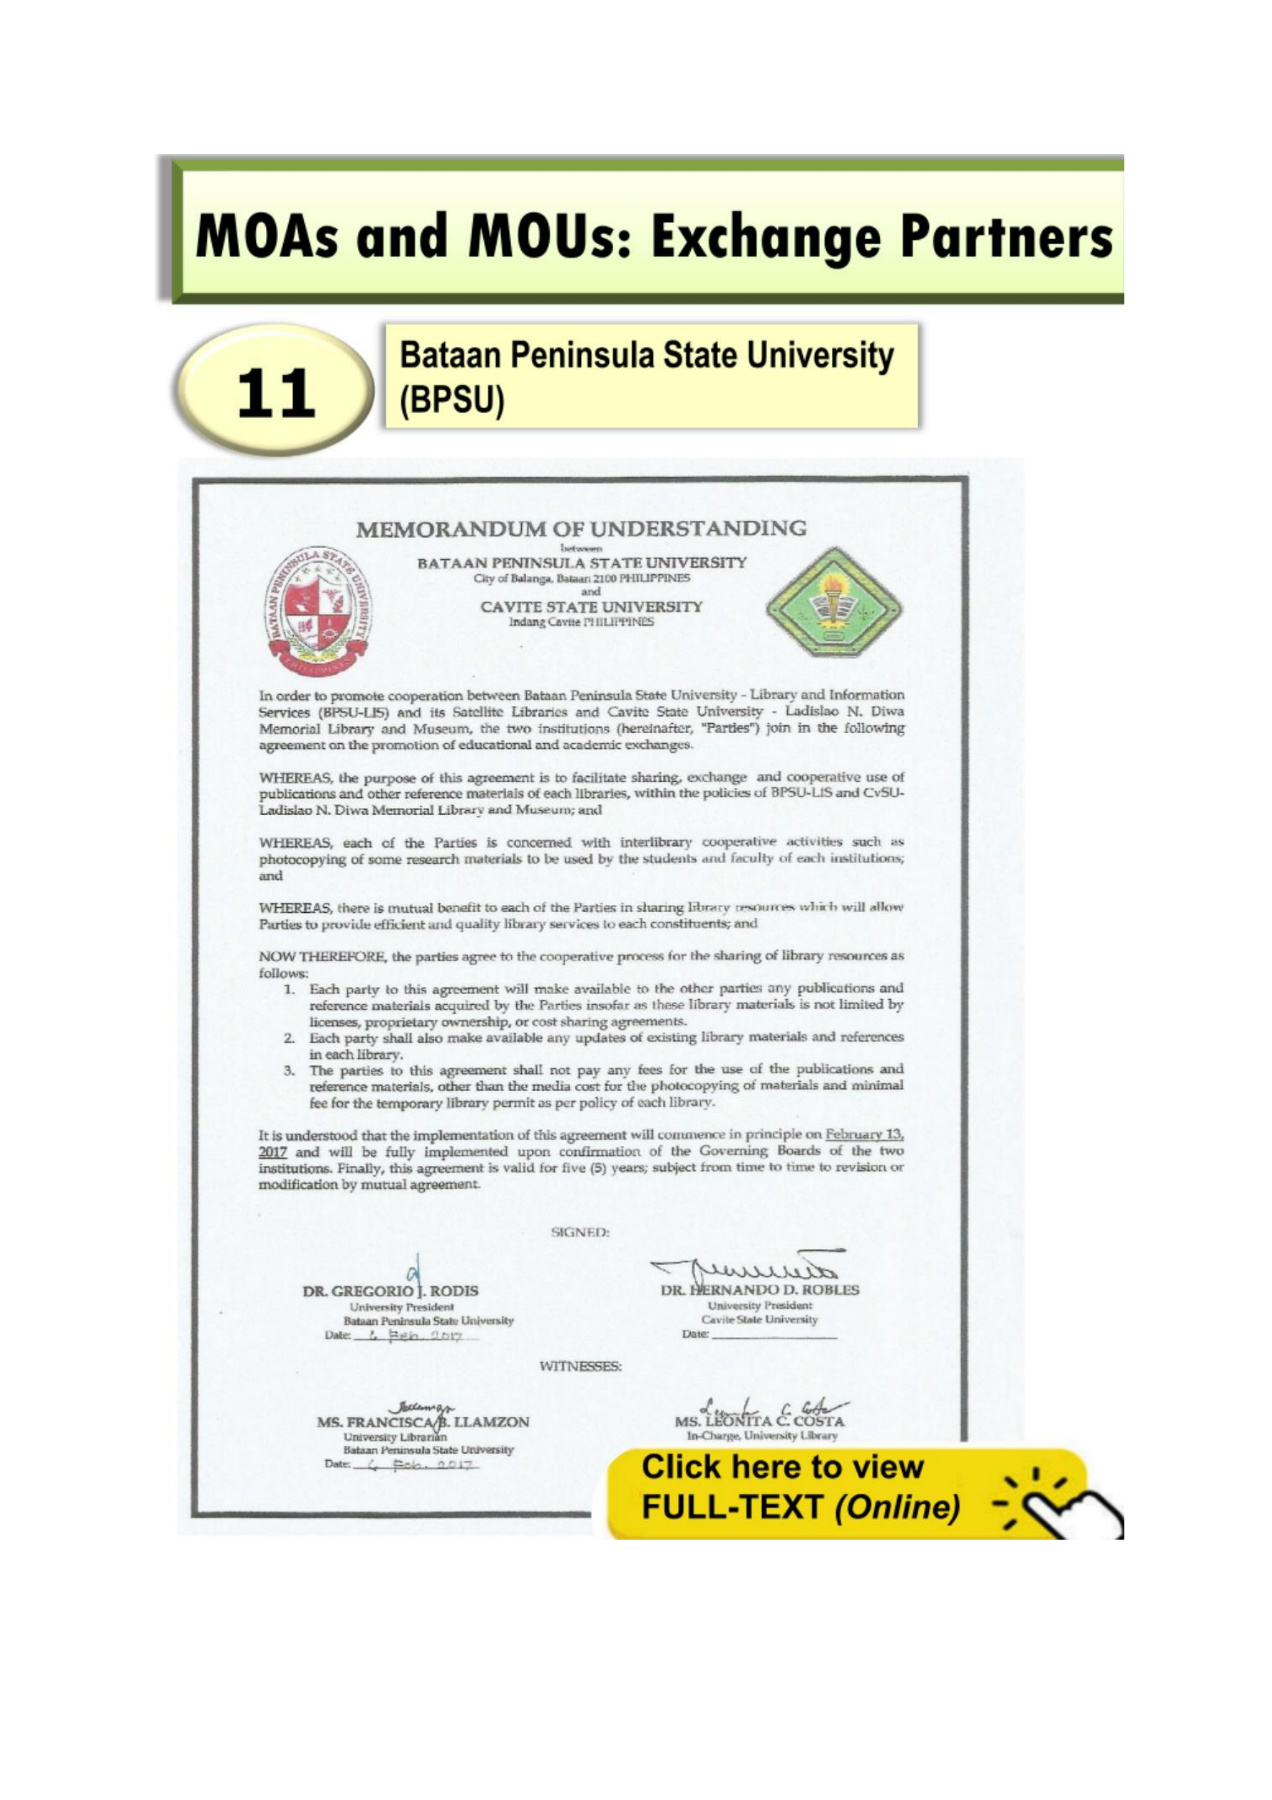 MOAs and MOUs: Exchange Partners
11
Bataan Peninsula State University
(BPSU)
MEMORANDUM OF UNDERSTANDING
between
BATAAN PENINSULA STATE UNIVERSITY
City of Balanga, Bataan 2100 PHILIPPINES
and
CAVITE STATE UNIVERSITY
Indang Cavite PHILIPPINES
BATAAN PENINSULA STATE UNIVERSITY
In order to promote cooperation between Bataan Peninsula State University - Library and Information
Services (BPSU-LIS) and its Satellite Libraries and Cavite State University - Ladislao N. Diwa
Memorial Library and Museum, the two institutions (hereinafter, "Parties") join in the following
agreement on the promotion of educational and academic exchanges.
WHEREAS, the purpose of this agreement is to facilitate sharing, exchange and cooperative use of
publications and other reference materials of each libraries, within the policies of BPSU-LIS and CvSU-
Ladislao N. Diwa Memorial Library and Museum; and
WHEREAS, each of the Parties is concerned with interlibrary cooperative activities such as
photocopying of some research materials to be used by the students and faculty of each institutions;
and
WHEREAS, there is mutual benefit to each of the Parties in sharing library resources which will allow
Parties to provide efficient and quality library services to each constituents; and
NOW THEREFORE, the parties agree to the cooperative process for the sharing of library resources as
follows:
1. Each party to this agreement will make available to the other parties any publications and
reference materials acquired by the Parties insofar as these library materials is not limited by
licenses, proprietary ownership, or cost sharing agreements.
2. Each party shall also make available any updates of existing library materials and references
in each library.
3. The parties to this agreement shall not pay any fees for the use of the publications and
reference materials, other than the media cost for the photocopying of materials and minimal
fee for the temporary library permit as per policy of each library.
It is understood that the implementation of this agreement will commence in principle on February 13,
2017 and will be fully implemented upon confirmation of the Governing Boards of the two
institutions. Finally, this agreement is valid for five (5) years; subject from time to time to revision or
modification by mutual agreement.
SIGNED:
DR. GREGORIO J. RODIS
University President
Bataan Peninsula State University
Date: 6 Feb. 2017
DR. HERNANDO D. ROBLES
University President
Cavite State University
Date:
WITNESSES:
MS. FRANCISCA B. LLAMZON
University Librarian
Bataan Peninsula State University
Date: 6 Feb. 2017
MS. LEONITA C. COSTA
In-Charge, University Library
Click here to view
FULL-TEXT (Online)